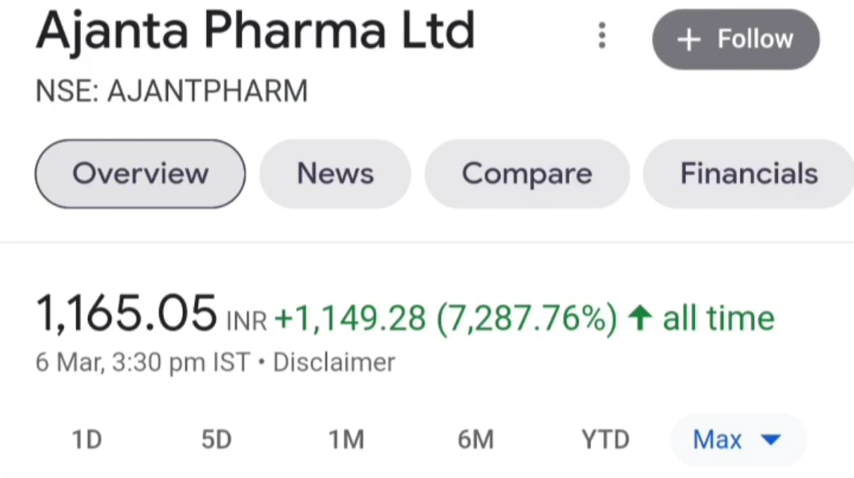 Ajanta Pharma Ltd
+ Follow
NSE: AJANTPHARM
Overview News Compare Financials
1,165.05 INR +1,149.28 (7,287.76%) ↑ all time
6 Mar, 3:30 pm IST • Disclaimer
1D 5D 1M 6M YTD Max